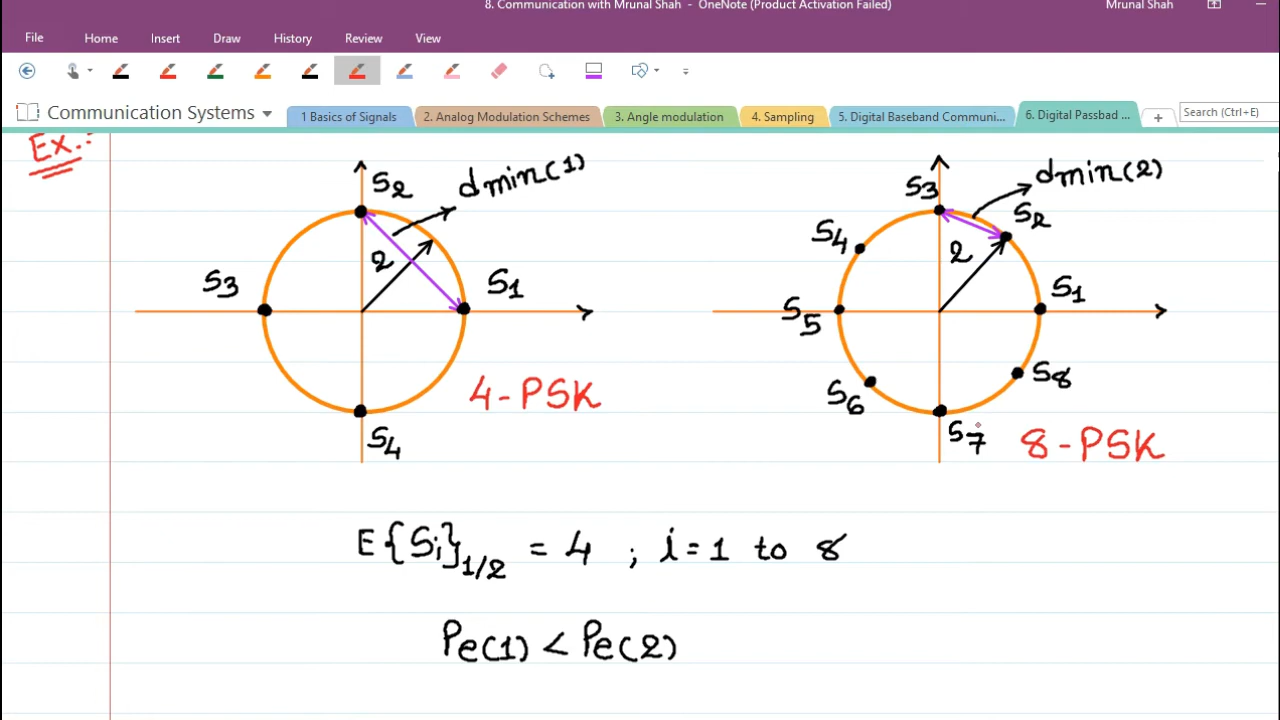 8. Communication with Mrunal Shah - OneNote (Product Activation Failed)
Mrunal Shah
File Home Insert Draw History Review View
Communication Systems
1 Basics of Signals
2. Analog Modulation Schemes
3. Angle modulation
4. Sampling
5. Digital Baseband Communi...
6. Digital Passbad ...
+
Search (Ctrl+E)
Ex.:
S2
dmin(1)
2
S3
S1
4-PSK
S4
S3
dmin(2)
S2
S4
2
S1
S5
S8
S6
S7
8-PSK
E{Si}1/2 = 4 ; i=1 to 8
Pe(1) < Pe(2)